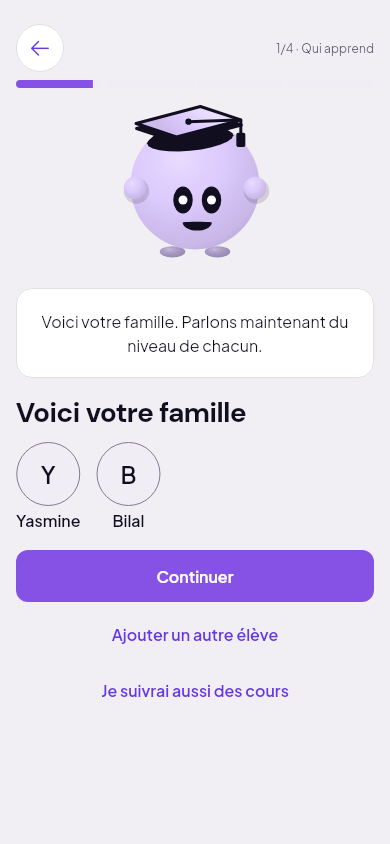 1/4 · Qui apprend
Voici votre famille. Parlons maintenant du
niveau de chacun.
Voici votre famille
Y
B
Yasmine
Bilal
Continuer
Ajouter un autre élève
Je suivrai aussi des cours